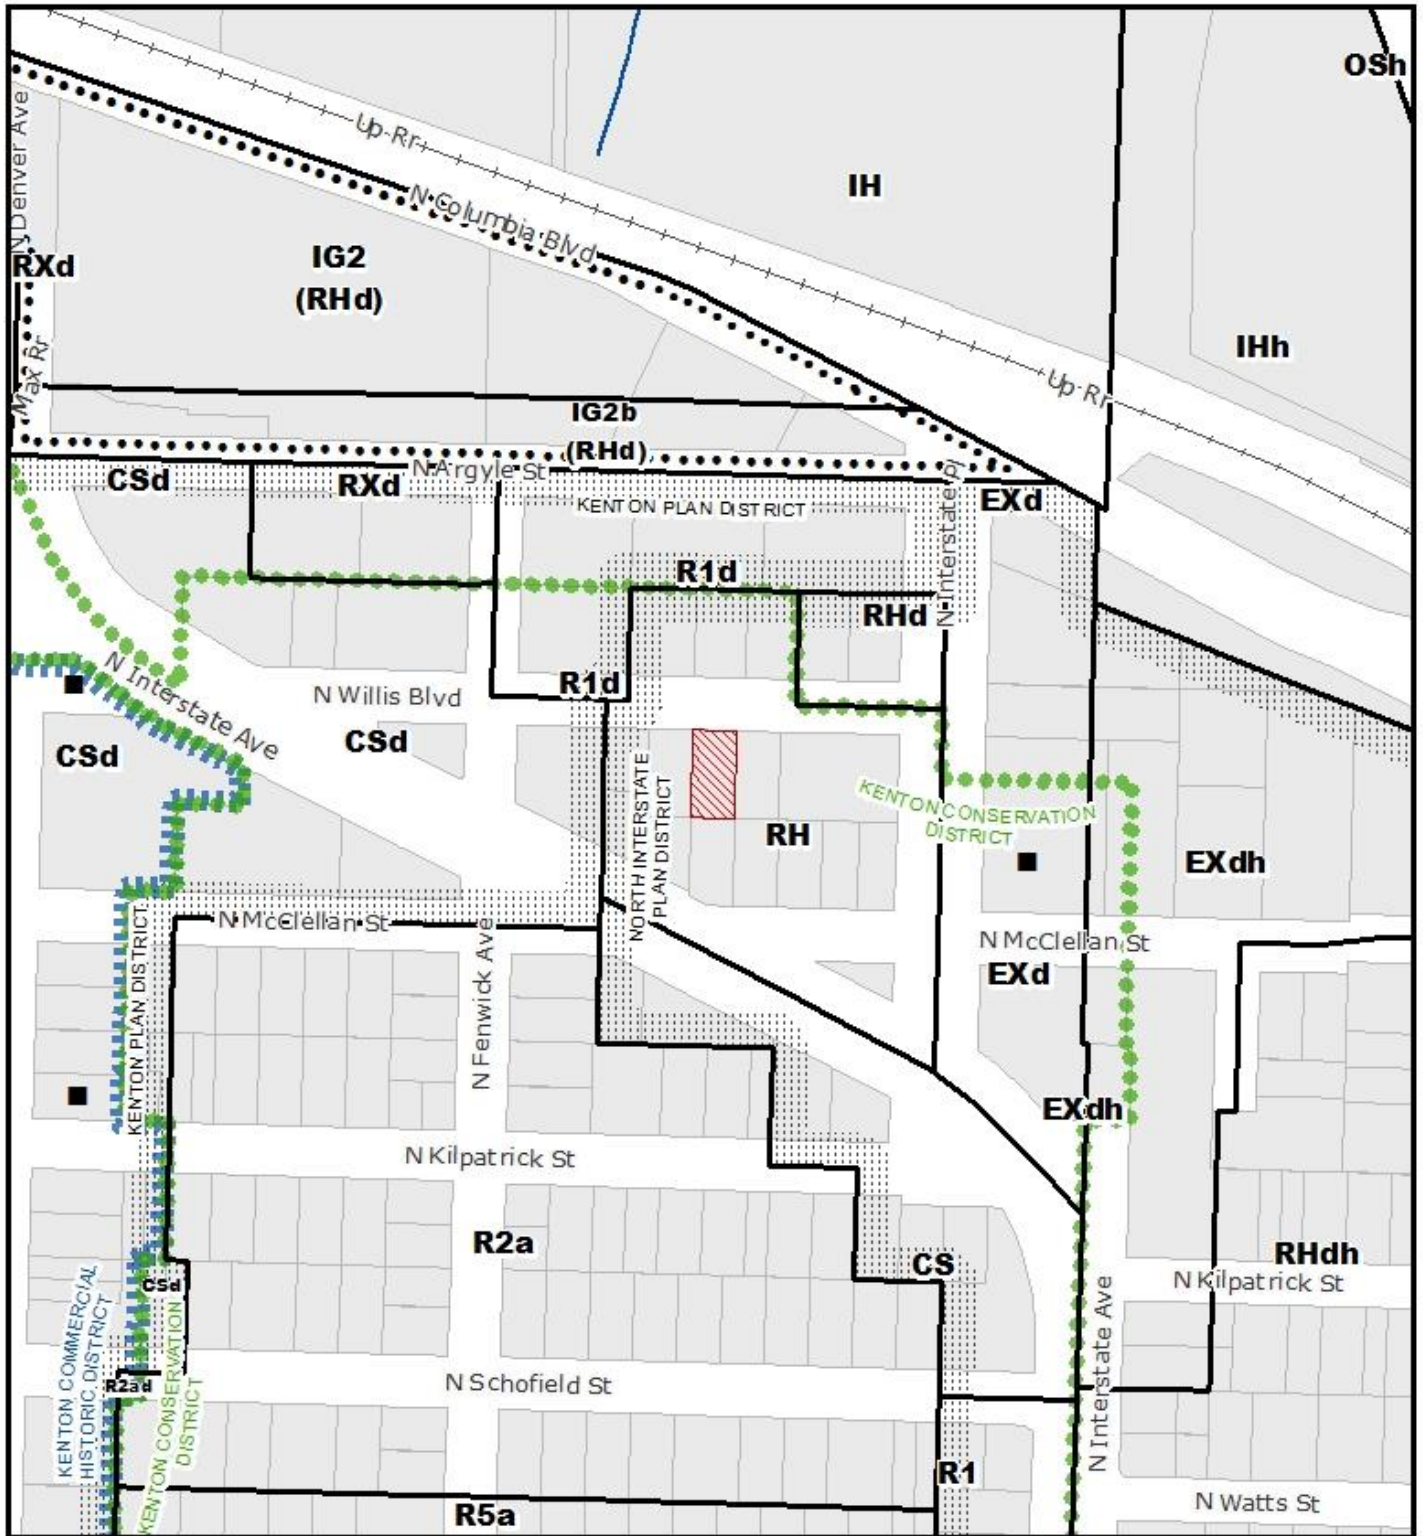 OSh
Up Rr
N Denver Ave
IH
N Columbia Blvd
RXd
IG2
(RHd)
IHh
Max Rr
Up Rr
IG2b
(RHd)
N Argyle St
CSd
RXd
KENTON PLAN DISTRICT
EXd
N Interstate Pl
R1d
RHd
N Interstate Ave
N Willis Blvd
R1d
CSd
CSd
NORTH INTERSTATE
PLAN DISTRICT
RH
KENTON CONSERVATION
DISTRICT
EXdh
N McClellan St
N McClellan St
EXd
KENTON PLAN DISTRICT
N Fenwick Ave
EXdh
N Kilpatrick St
R2a
CS
RHdh
N Kilpatrick St
CSd
KENTON COMMERCIAL
HISTORIC DISTRICT
KENTON CONSERVATION
DISTRICT
R2ad
N Schofield St
N Interstate Ave
R1
N Watts St
R5a